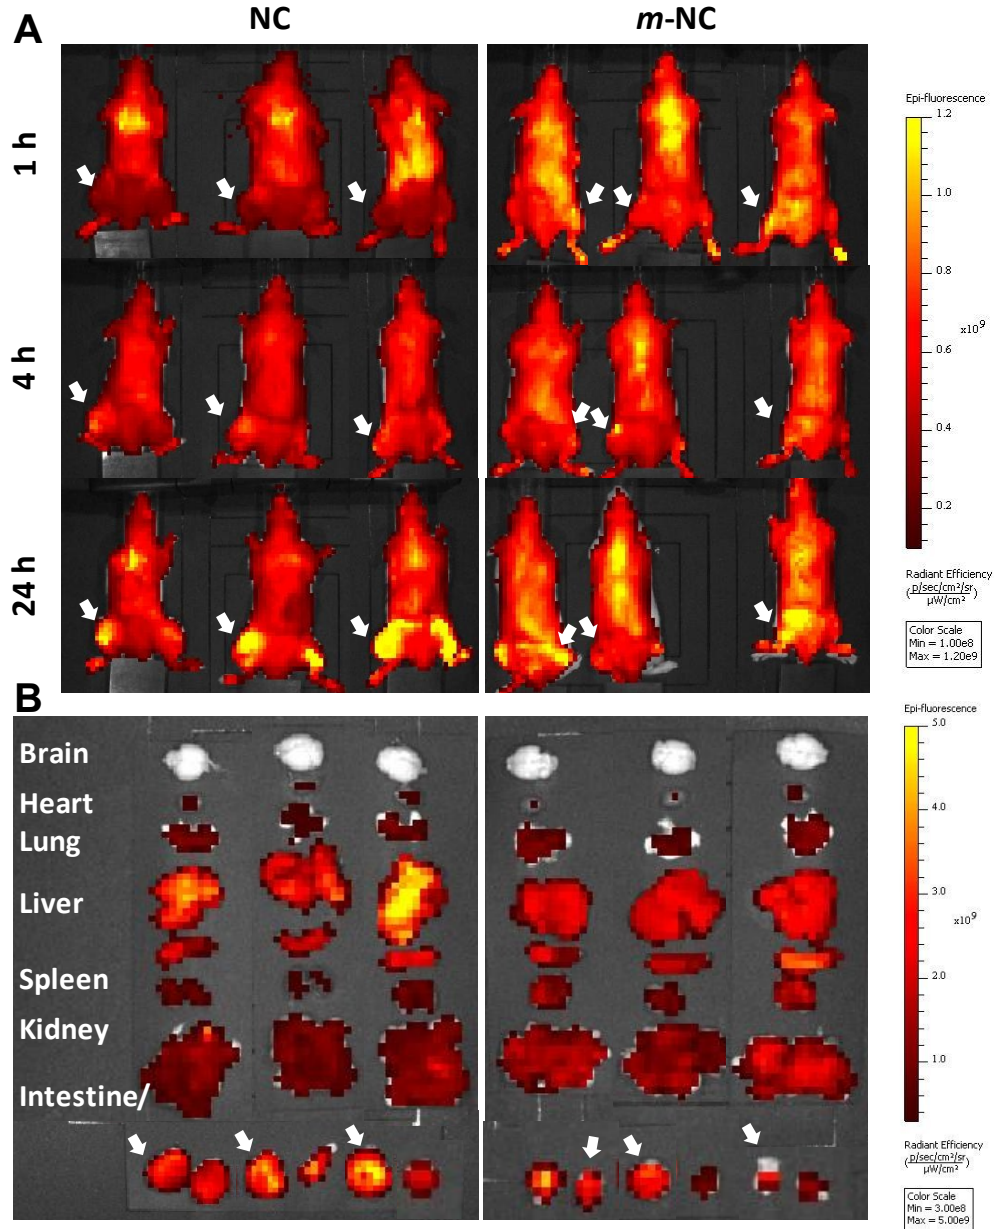 A
NC
m-NC
1 h
4 h
24 h
Epi-fluorescence
1.2
1.0
0.8
x10⁹
0.6
0.4
0.2
Radiant Efficiency
(p/sec/cm²/sr
µW/cm²)
Color Scale
Min = 1.00e8
Max = 1.20e9
B
Brain
Heart
Lung
Liver
Spleen
Kidney
Intestine/
Epi-fluorescence
5.0
4.0
3.0
x10⁹
2.0
1.0
Radiant Efficiency
(p/sec/cm²/sr
µW/cm²)
Color Scale
Min = 3.00e8
Max = 5.00e9